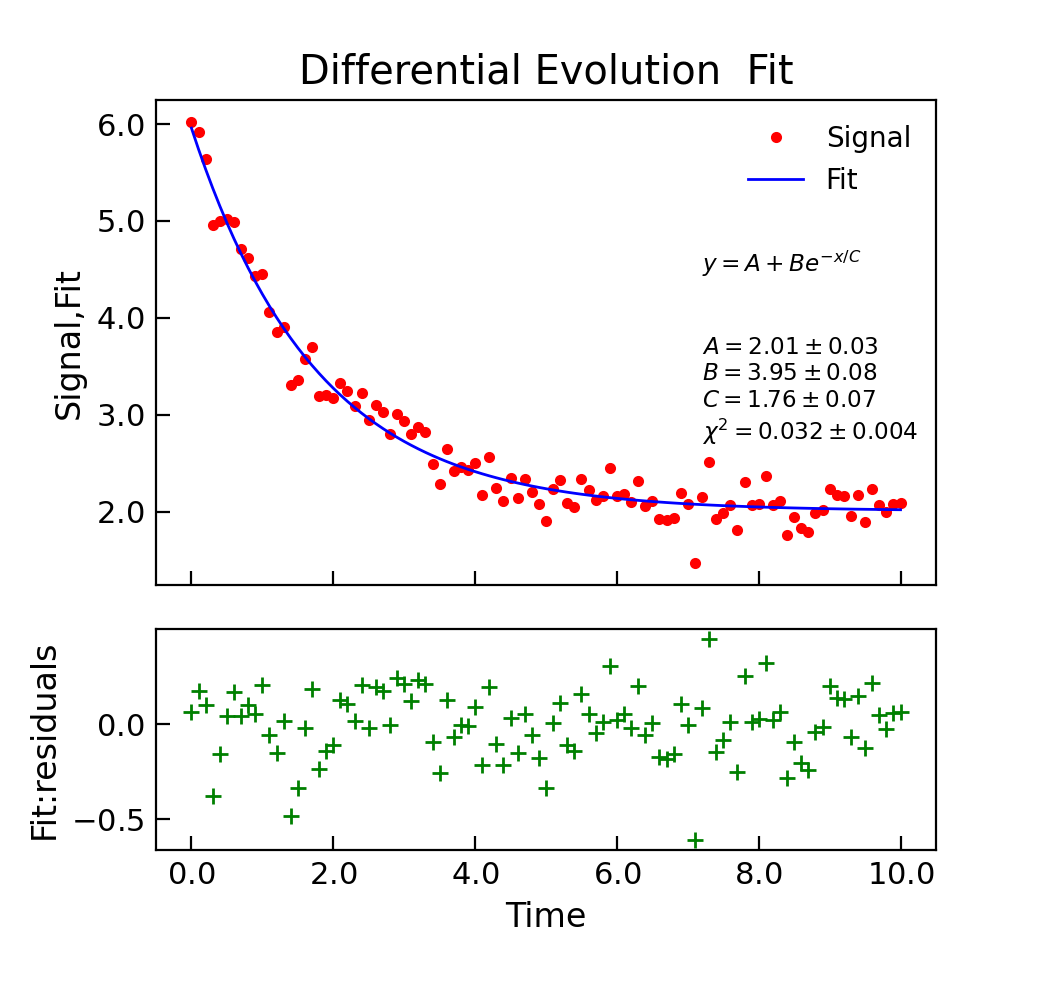 Differential Evolution  Fit
6.0
5.0
4.0
3.0
2.0
Signal,Fit
Signal
Fit
y = A + Be^{−x/C}
A = 2.01 ± 0.03
B = 3.95 ± 0.08
C = 1.76 ± 0.07
χ² = 0.032 ± 0.004
0.0
−0.5
Fit:residuals
0.0 2.0 4.0 6.0 8.0 10.0
Time